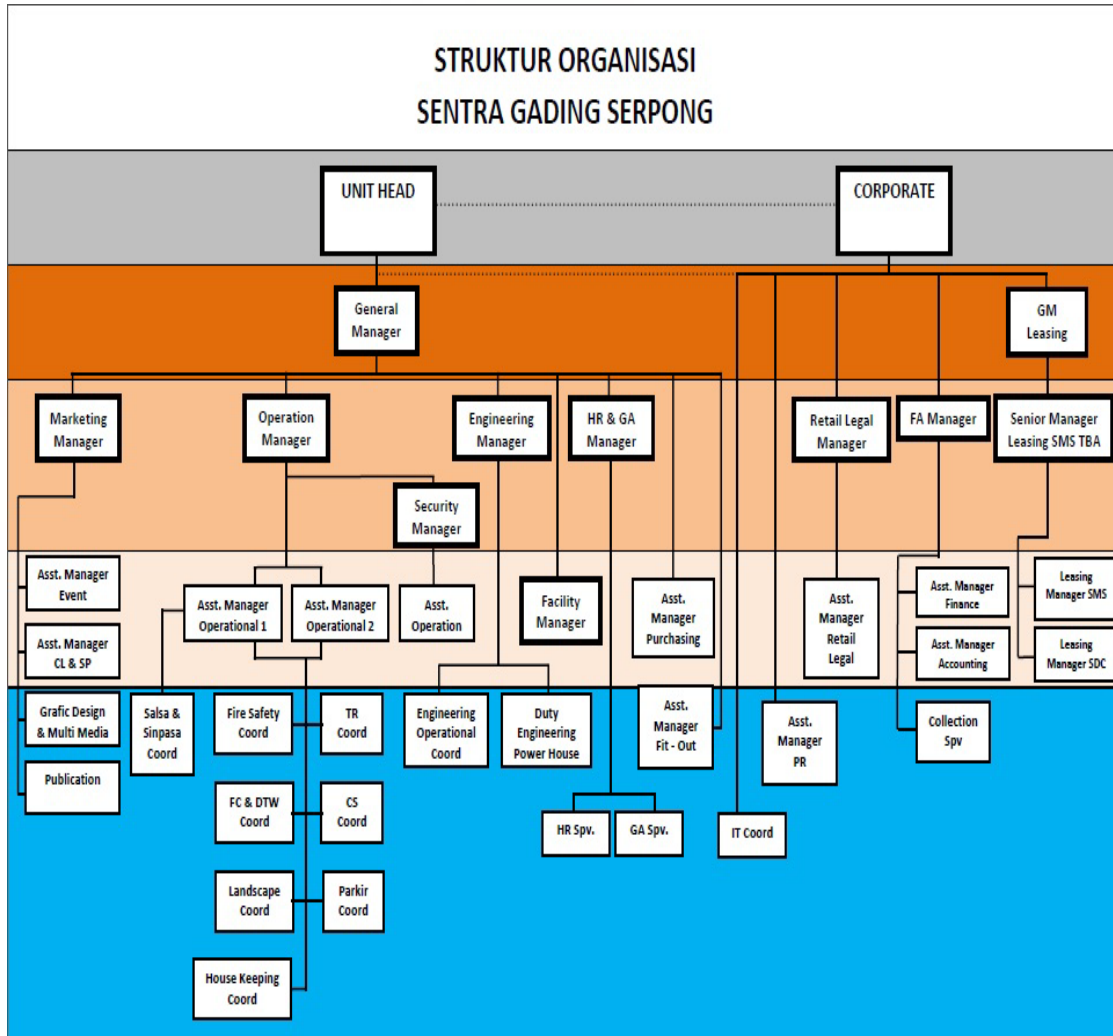 STRUKTUR ORGANISASI
SENTRA GADING SERPONG
UNIT HEAD
CORPORATE
General
Manager
GM
Leasing
Marketing
Manager
Operation
Manager
Engineering
Manager
HR & GA
Manager
Retail Legal
Manager
FA Manager
Senior Manager
Leasing SMS TBA
Security
Manager
Asst. Manager
Event
Asst. Manager
CL & SP
Asst. Manager
Operational 1
Asst. Manager
Operational 2
Asst.
Operation
Facility
Manager
Asst.
Manager
Purchasing
Asst.
Manager
Retail
Legal
Asst. Manager
Finance
Asst. Manager
Accounting
Leasing
Manager SMS
Leasing
Manager SDC
Grafic Design
& Multi Media
Publication
Salsa &
Sinpasa
Coord
Fire Safety
Coord
TR
Coord
FC & DTW
Coord
CS
Coord
Landscape
Coord
Parkir
Coord
House Keeping
Coord
Engineering
Operational
Coord
Duty
Engineering
Power House
HR Spv.
GA Spv.
Asst.
Manager
Fit - Out
IT Coord
Asst.
Manager
PR
Collection
Spv